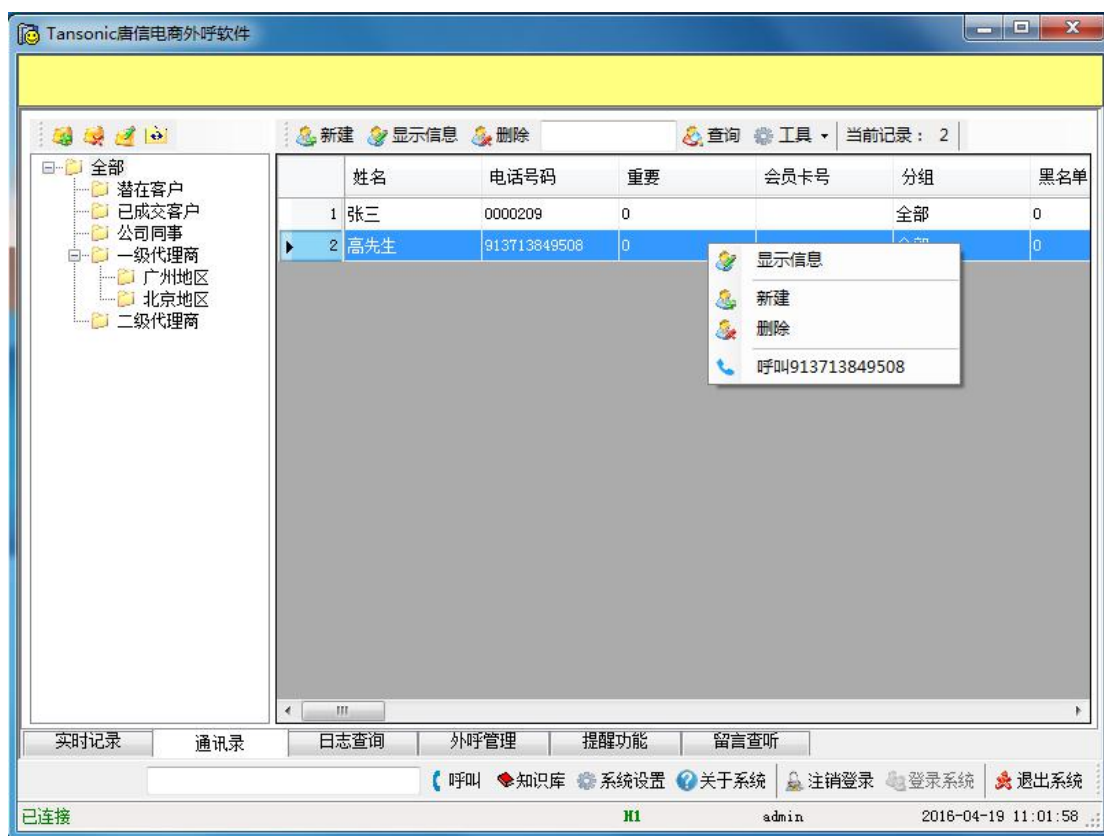 Tansonic唐信电商外呼软件
新建 显示信息 删除 查询 工具 当前记录： 2
全部
潜在客户
已成交客户
公司同事
一级代理商
广州地区
北京地区
二级代理商
姓名 电话号码 重要 会员卡号 分组 黑名单
1 张三 0000209 0 全部 0
2 高先生 913713849508 0 全部 0
显示信息
新建
删除
呼叫913713849508
实时记录 通讯录 日志查询 外呼管理 提醒功能 留言查听
呼叫 知识库 系统设置 关于系统 注销登录 登录系统 退出系统
已连接 H1 admin 2016-04-19 11:01:58